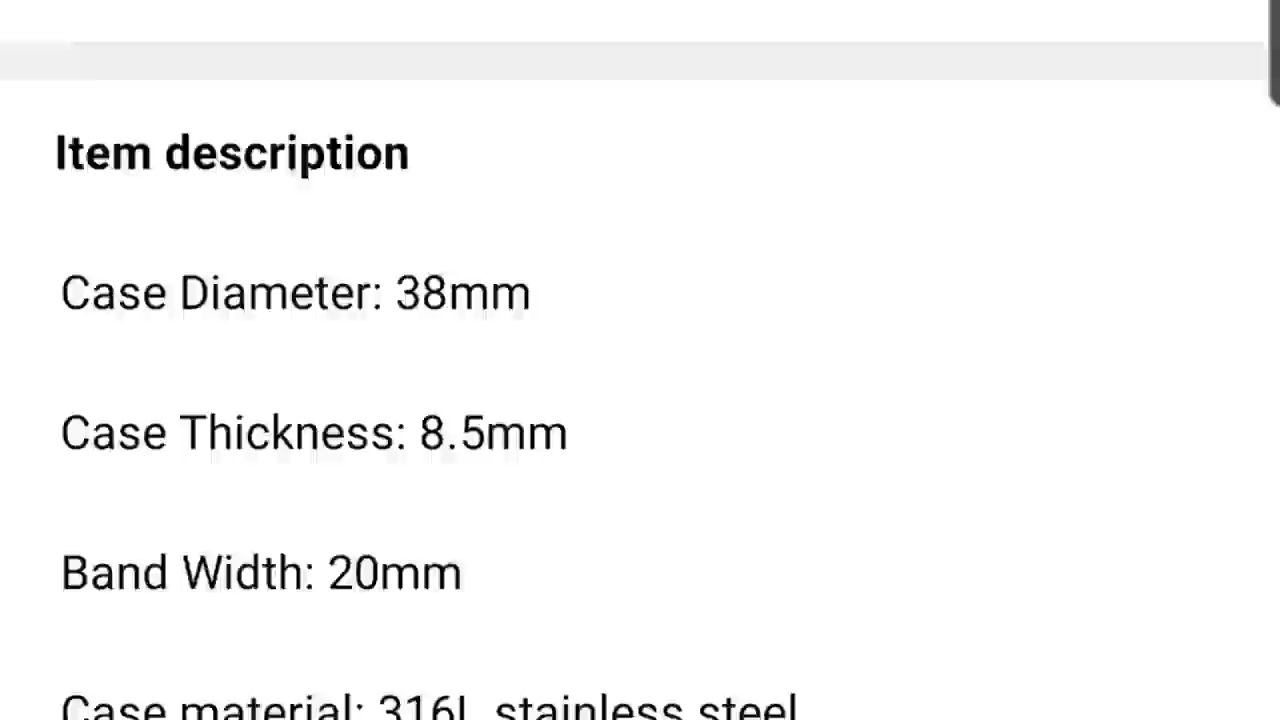 Item description
Case Diameter: 38mm
Case Thickness: 8.5mm
Band Width: 20mm
Case material: 316L stainless steel